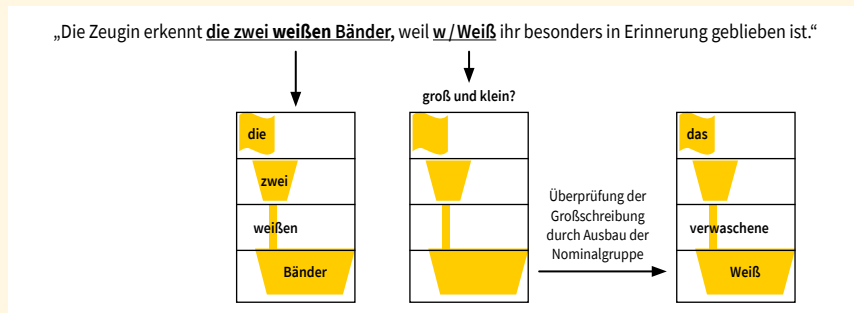 „Die Zeugin erkennt die zwei weißen Bänder, weil w / Weiß ihr besonders in Erinnerung geblieben ist.“
groß und klein?
die
zwei
weißen
Bänder
Überprüfung der
Großschreibung
durch Ausbau der
Nominalgruppe
das
verwaschene
Weiß